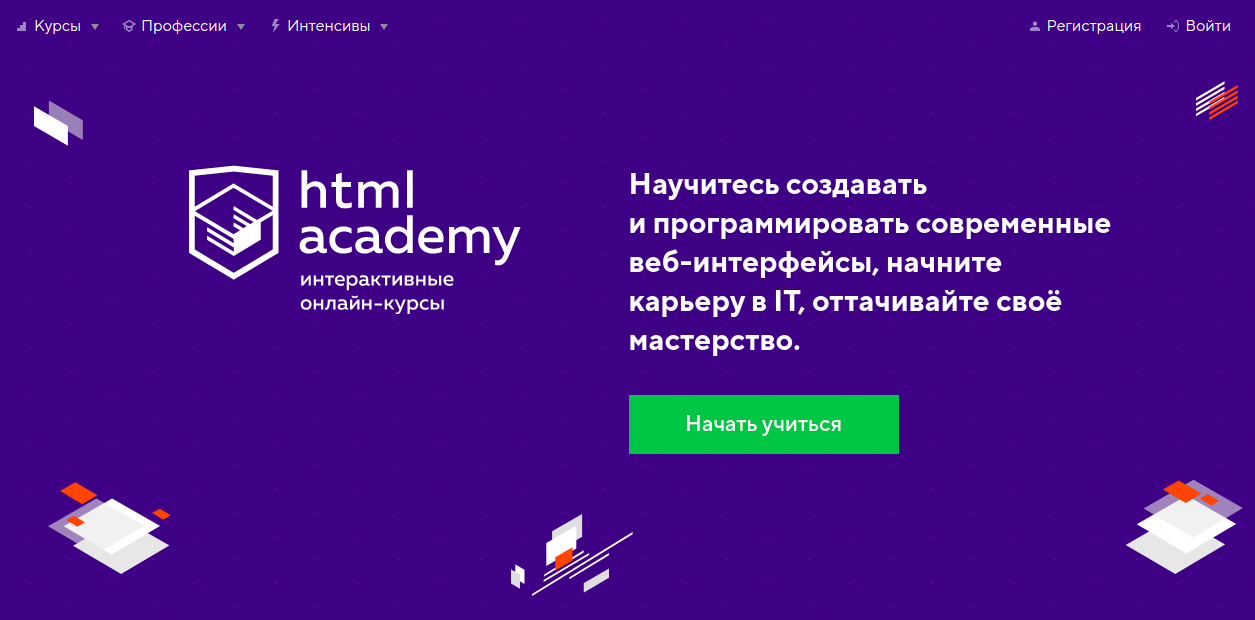 Курсы
Профессии
Интенсивы
Регистрация
Войти
html
academy
интерактивные
онлайн-курсы
Научитесь создавать
и программировать современные
веб-интерфейсы, начните
карьеру в IT, оттачивайте своё
мастерство.
Начать учиться